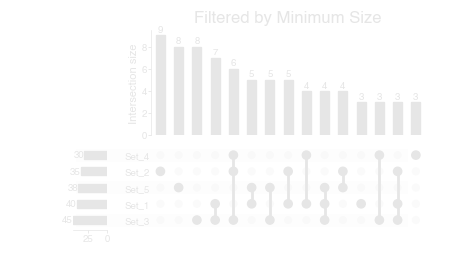 Filtered by Minimum Size
Intersection size
8
6
4
2
0
9 8 8 7 6 5 5 5 4 4 4 3 3 3 3
30 Set_4
35 Set_2
38 Set_5
40 Set_1
45 Set_3
25 0